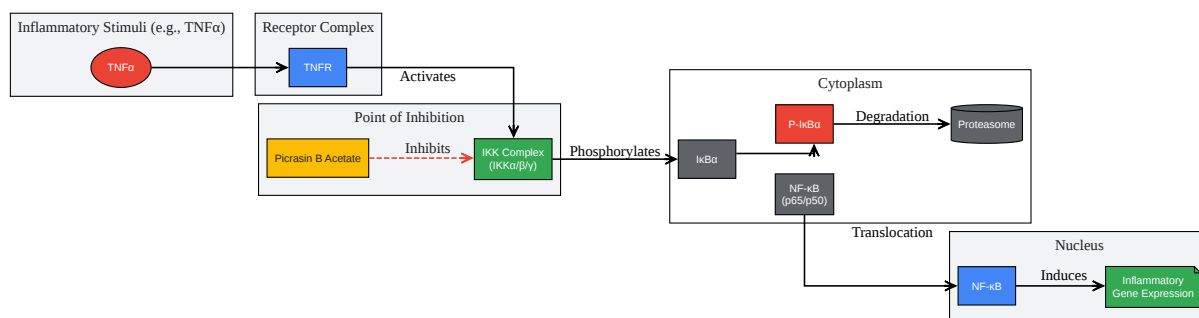 Inflammatory Stimuli (e.g., TNFα)
TNFα
Receptor Complex
TNFR
Activates
Point of Inhibition
Picrasin B Acetate
Inhibits
IKK Complex
(IKKα/β/γ)
Phosphorylates
Cytoplasm
IκBα
P-IκBα
Degradation
Proteasome
NF-κB
(p65/p50)
Translocation
Nucleus
NF-κB
Induces
Inflammatory
Gene Expression